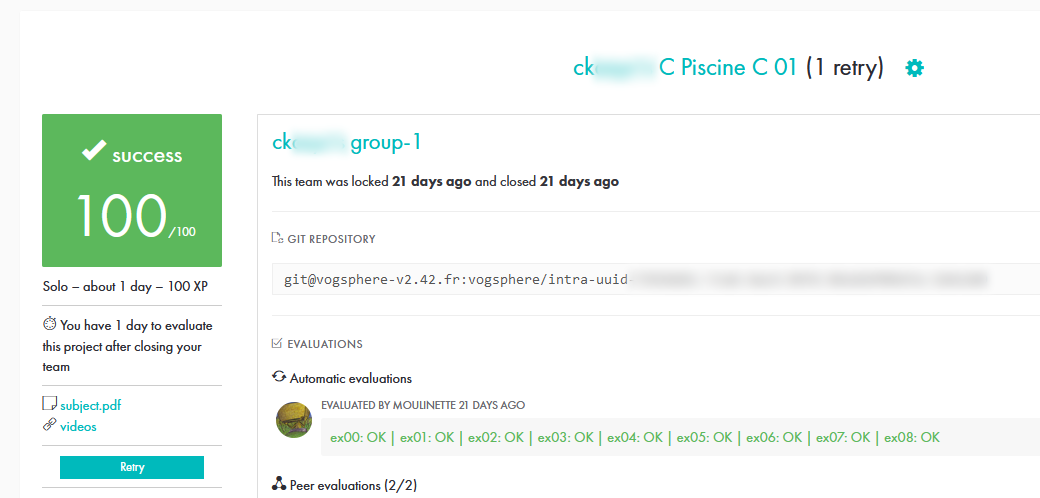 ck C Piscine C 01 (1 retry)
success
100/100
Solo – about 1 day – 100 XP
You have 1 day to evaluate
this project after closing your
team
subject.pdf
videos
Retry
ck group-1
This team was locked 21 days ago and closed 21 days ago
GIT REPOSITORY
git@vogsphere-v2.42.fr:vogsphere/intra-uuid
EVALUATIONS
Automatic evaluations
EVALUATED BY MOULINETTE 21 DAYS AGO
ex00: OK | ex01: OK | ex02: OK | ex03: OK | ex04: OK | ex05: OK | ex06: OK | ex07: OK | ex08: OK
Peer evaluations (2/2)